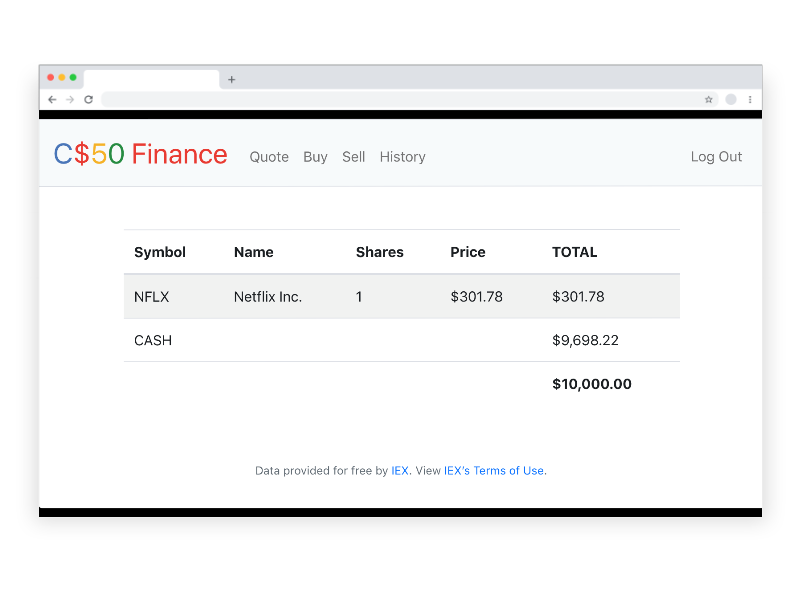 C$50 Finance Quote Buy Sell History Log Out
Symbol Name Shares Price TOTAL
NFLX Netflix Inc. 1 $301.78 $301.78
CASH $9,698.22
$10,000.00
Data provided for free by IEX. View IEX's Terms of Use.